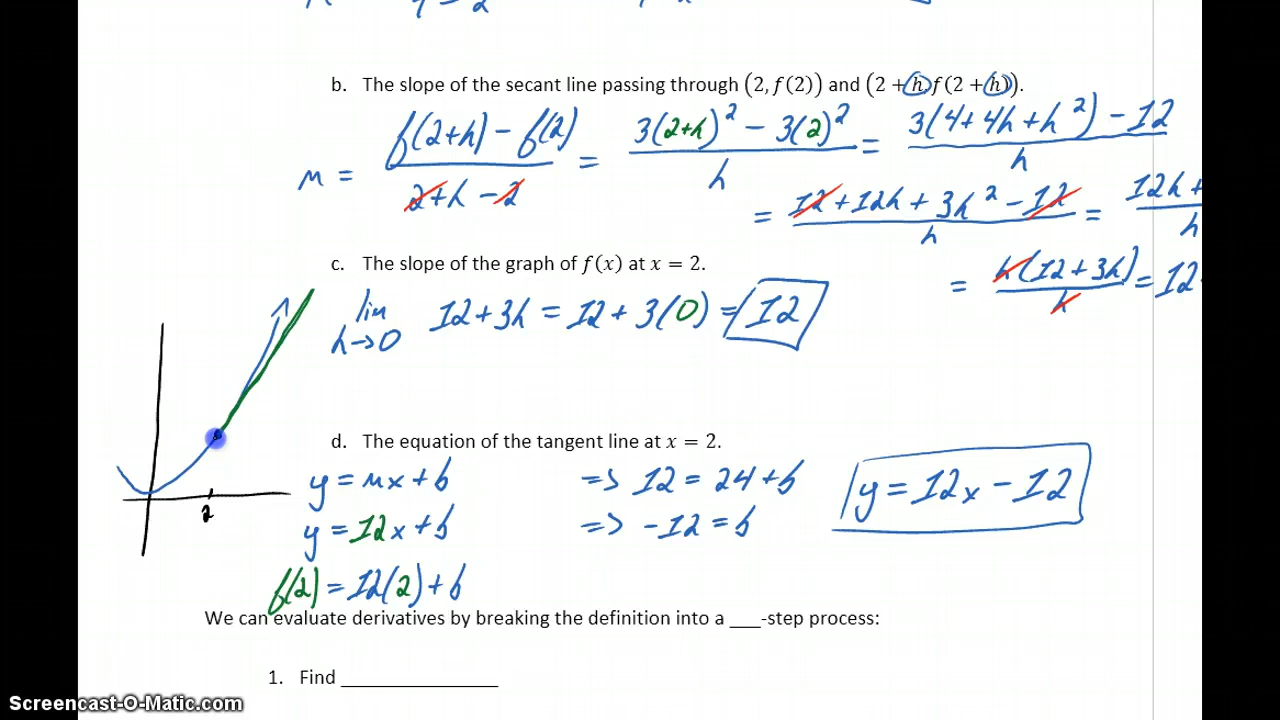 y = 2
b. The slope of the secant line passing through (2, f(2)) and (2 + h, f(2 + h)).
m = f(2+h) - f(2) / 2+h - 2 = 3(2+h)² - 3(2)² / h = 3(4 + 4h + h²) - 12 / h
= 12 + 12h + 3h² - 12 / h = 12h + / h
= h(12 + 3h) / h = 12
c. The slope of the graph of f(x) at x = 2.
lim h→0 12 + 3h = 12 + 3(0) = 12
2
d. The equation of the tangent line at x = 2.
y = mx + b => 12 = 24 + b y = 12x - 12
y = 12x + b => -12 = b
f(2) = 12(2) + b
We can evaluate derivatives by breaking the definition into a ___-step process:
1. Find _______________
Screencast-O-Matic.com